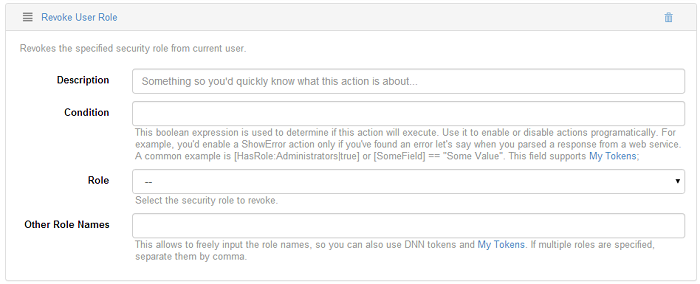 Revoke User Role
Revokes the specified security role from current user.
Description
Something so you'd quickly know what this action is about...
Condition
This boolean expression is used to determine if this action will execute. Use it to enable or disable actions programatically. For
example, you'd enable a ShowError action only if you've found an error let's say when you parsed a response from a web service.
A common example is [HasRole:Administrators|true] or [SomeField] == "Some Value". This field supports My Tokens;
Role
--
Select the security role to revoke.
Other Role Names
This allows to freely input the role names, so you can also use DNN tokens and My Tokens. If multiple roles are specified,
separate them by comma.